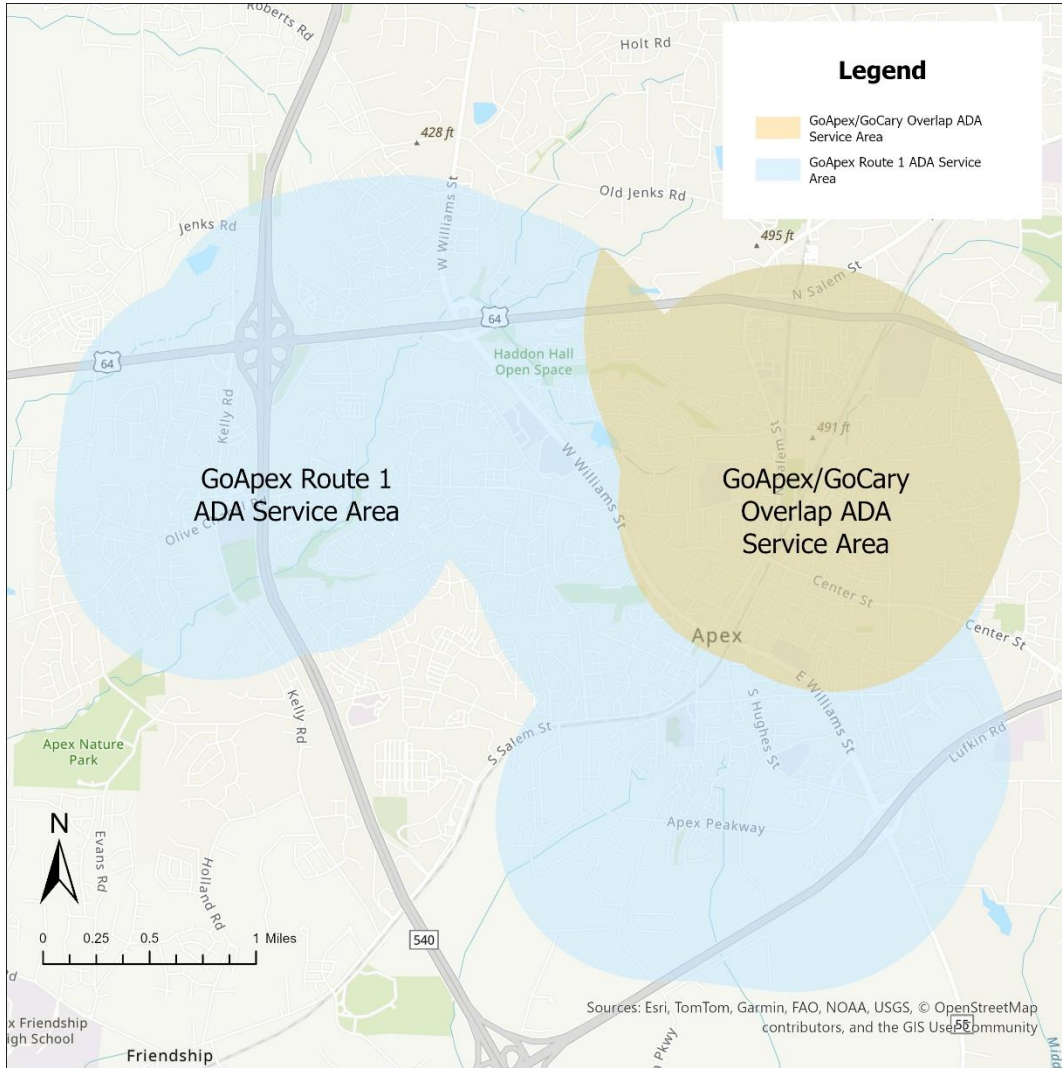 Roberts Rd
Holt Rd
Legend
GoApex/GoCary Overlap ADA
Service Area
GoApex Route 1 ADA Service
Area
428 ft
Old Jenks Rd
Jenks Rd
W Williams St
495 ft
N Salem St
64
64
Haddon Hall
Open Space
Kelly Rd
491 ft
W Williams St
GoApex Route 1
ADA Service Area
GoApex/GoCary
Overlap ADA
Service Area
Center St
Center St
Apex
E Williams St
S Hughes St
Kelly Rd
S Salem St
Lufkin Rd
Apex Nature
Park
Apex Peakway
N
Evans Rd
Holland Rd
0 0.25 0.5 1 Miles
540
Sources: Esri, TomTom, Garmin, FAO, NOAA, USGS, © OpenStreetMap
contributors, and the GIS User Community
55
x Friendship
igh School
Friendship
Pkwy